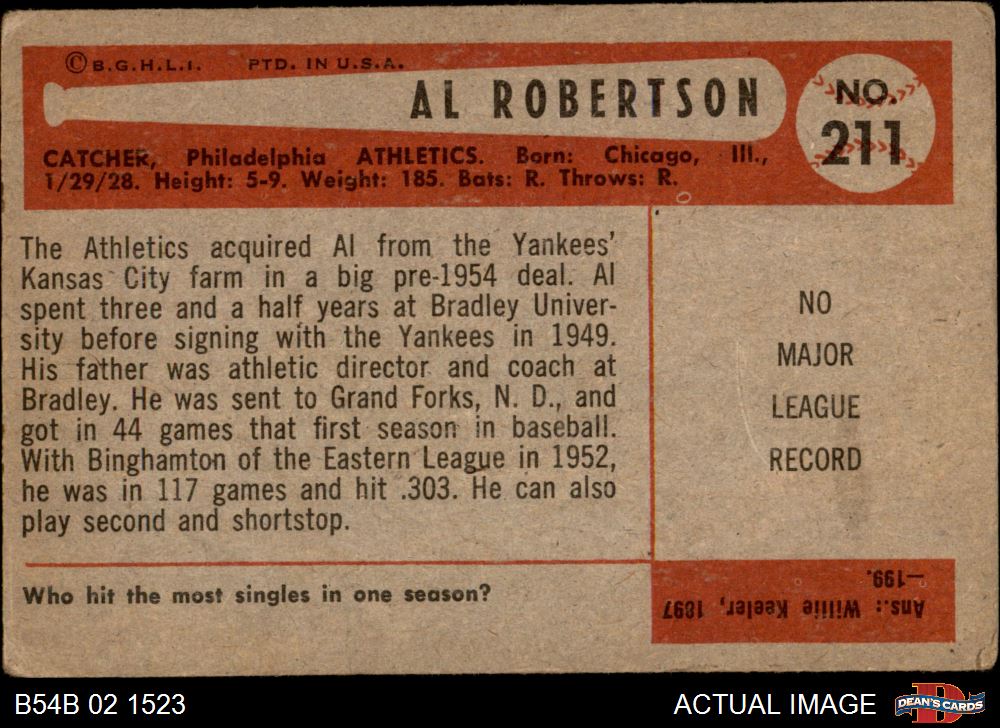 © B.G.H.L.I. PTD. IN U.S.A.
AL ROBERTSON
NO.
211
CATCHER, Philadelphia ATHLETICS. Born: Chicago, Ill.,
1/29/28. Height: 5-9. Weight: 185. Bats: R. Throws: R.
The Athletics acquired Al from the Yankees'
Kansas City farm in a big pre-1954 deal. Al
spent three and a half years at Bradley Univer-
sity before signing with the Yankees in 1949.
His father was athletic director and coach at
Bradley. He was sent to Grand Forks, N. D., and
got in 44 games that first season in baseball.
With Binghamton of the Eastern League in 1952,
he was in 117 games and hit .303. He can also
play second and shortstop.
NO
MAJOR
LEAGUE
RECORD
Who hit the most singles in one season?
Ans.: Willie Keeler, 1897
—199.
B54B 02 1523
ACTUAL IMAGE
D
DEAN'S CARDS